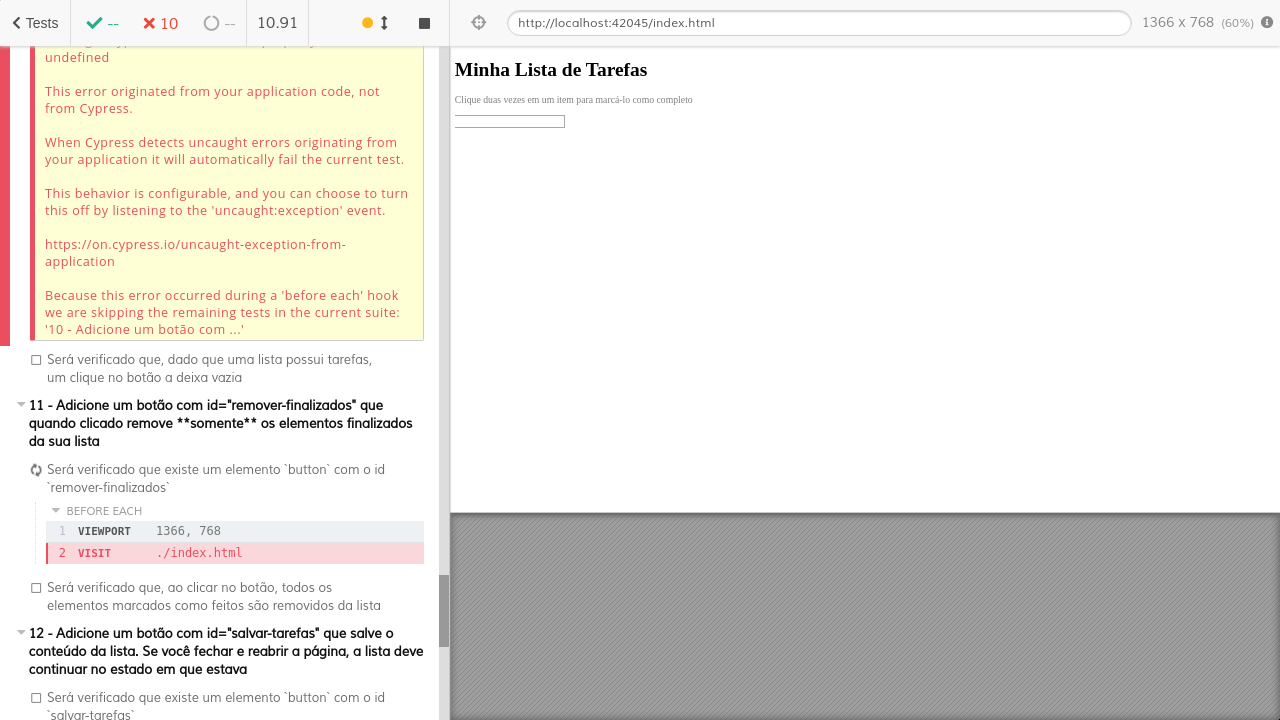 Tests
--
10
--
10.91
http://localhost:42045/index.html
1366 x 768 (60%)
undefined
This error originated from your application code, not
from Cypress.
When Cypress detects uncaught errors originating from
your application it will automatically fail the current test.
This behavior is configurable, and you can choose to turn
this off by listening to the 'uncaught:exception' event.
https://on.cypress.io/uncaught-exception-from-
application
Because this error occurred during a 'before each' hook
we are skipping the remaining tests in the current suite:
'10 - Adicione um botão com ...'
Será verificado que, dado que uma lista possui tarefas,
um clique no botão a deixa vazia
11 - Adicione um botão com id="remover-finalizados" que
quando clicado remove **somente** os elementos finalizados
da sua lista
Será verificado que existe um elemento `button` com o id
`remover-finalizados`
BEFORE EACH
1 VIEWPORT 1366, 768
2 VISIT ./index.html
Será verificado que, ao clicar no botão, todos os
elementos marcados como feitos são removidos da lista
12 - Adicione um botão com id="salvar-tarefas" que salve o
conteúdo da lista. Se você fechar e reabrir a página, a lista deve
continuar no estado em que estava
Será verificado que existe um elemento `button` com o id
`salvar-tarefas`
Minha Lista de Tarefas
Clique duas vezes em um item para marcá-lo como completo